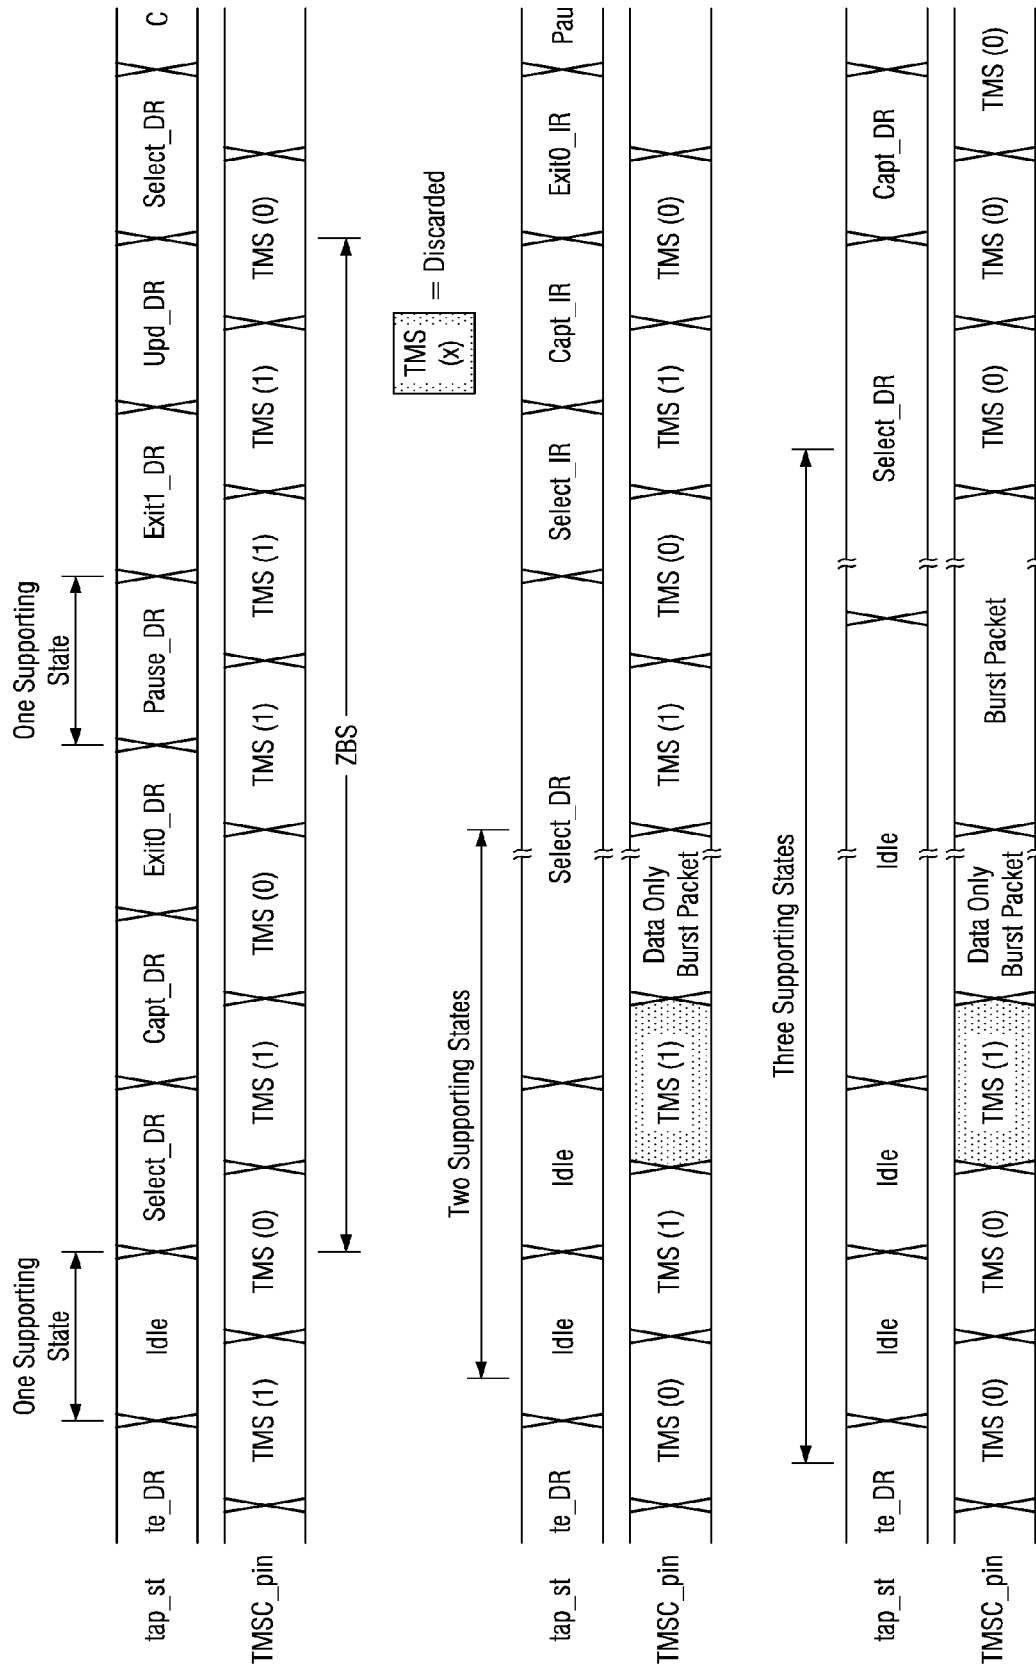 One Supporting
State
One Supporting
State
tap_st
te_DR
Idle
Select_DR
Capt_DR
Exit0_DR
Pause_DR
Exit1_DR
Upd_DR
Select_DR
C
TMSC_pin
TMS (1)
TMS (0)
TMS (1)
TMS (0)
TMS (1)
TMS (1)
TMS (1)
TMS (0)
ZBS
TMS
(x)
= Discarded
Two Supporting States
tap_st
te_DR
Idle
Idle
Select_DR
Select_IR
Capt_IR
Exit0_IR
Pau
TMSC_pin
TMS (0)
TMS (1)
TMS (1)
Data Only
Burst Packet
TMS (1)
TMS (0)
TMS (1)
TMS (0)
Three Supporting States
tap_st
te_DR
Idle
Idle
Idle
Select_DR
Capt_DR
TMSC_pin
TMS (0)
TMS (0)
TMS (1)
Data Only
Burst Packet
Burst Packet
TMS (0)
TMS (0)
TMS (0)